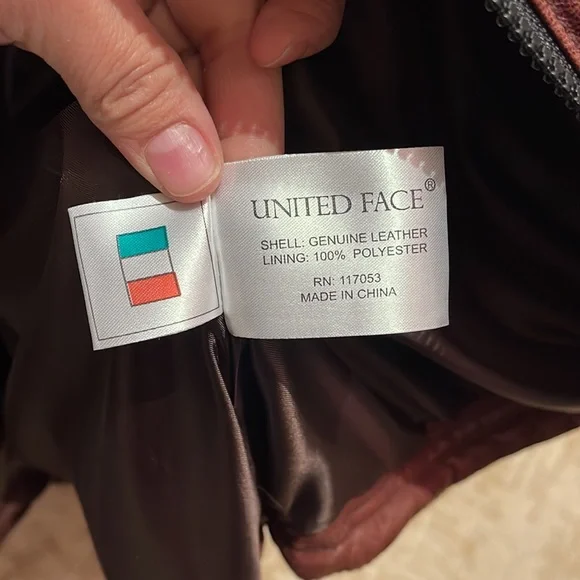 UNITED FACE®
SHELL: GENUINE LEATHER
LINING: 100% POLYESTER
RN: 117053
MADE IN CHINA